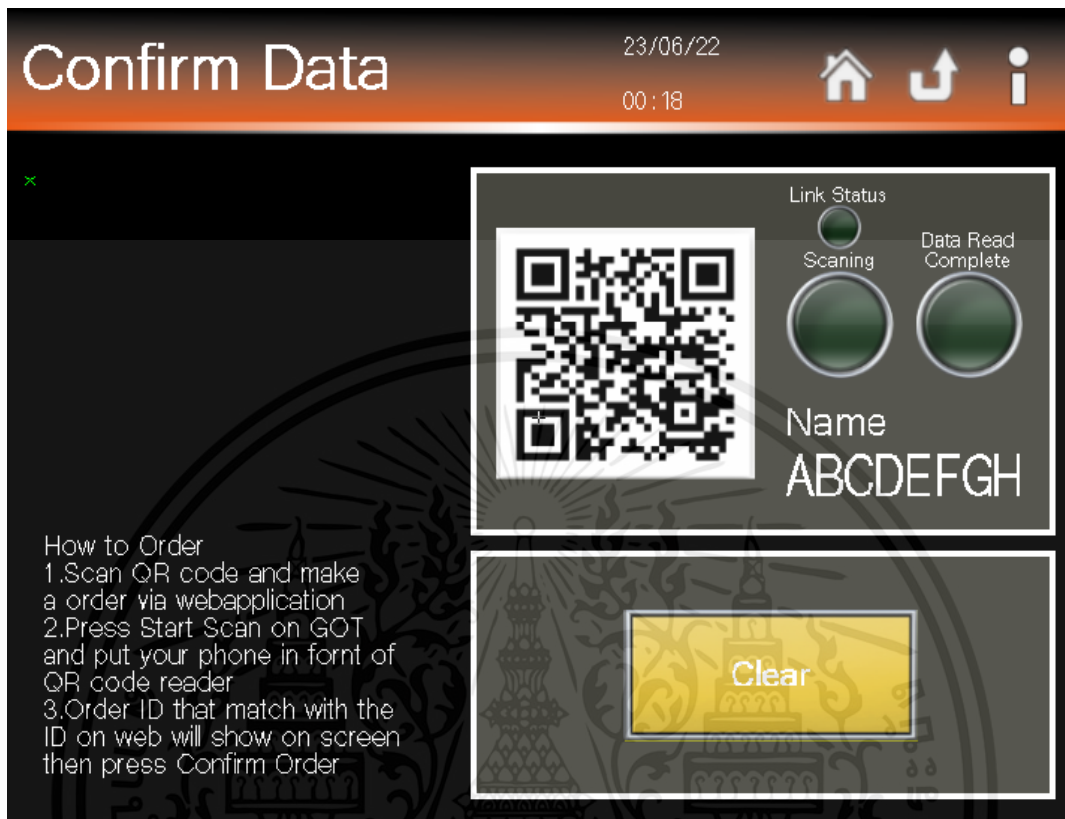 Confirm Data
23/06/22
00:18
Link Status
Scaning
Data Read
Complete
Name
ABCDEFGH
How to Order
1.Scan QR code and make
a order via webapplication
2.Press Start Scan on GOT
and put your phone in fornt of
QR code reader
3.Order ID that match with the
ID on web will show on screen
then press Confirm Order
Clear